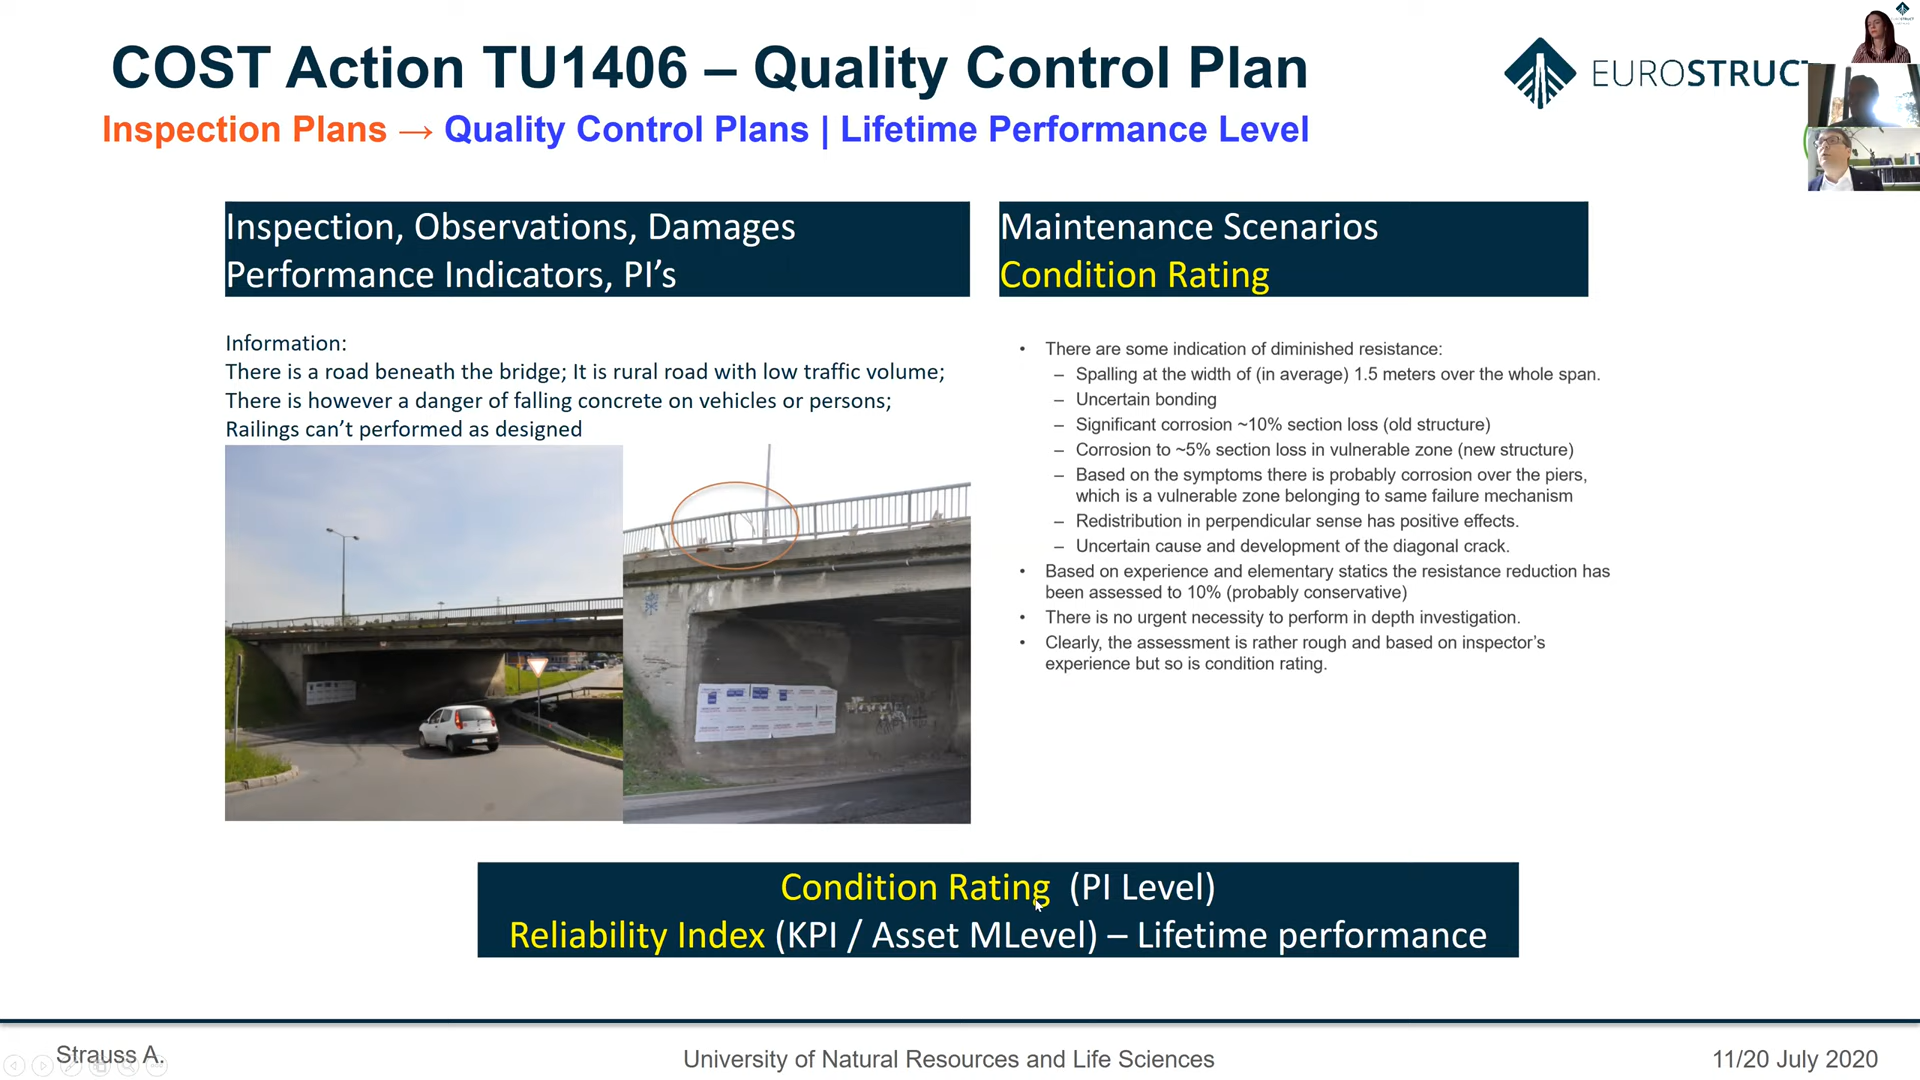 COST Action TU1406 – Quality Control Plan
EUROSTRUCT
Inspection Plans → Quality Control Plans | Lifetime Performance Level
Inspection, Observations, Damages
Performance Indicators, PI’s
Maintenance Scenarios
Condition Rating
Information:
There is a road beneath the bridge; It is rural road with low traffic volume;
There is however a danger of falling concrete on vehicles or persons;
Railings can’t performed as designed
• There are some indication of diminished resistance:
– Spalling at the width of (in average) 1.5 meters over the whole span.
– Uncertain bonding
– Significant corrosion ~10% section loss (old structure)
– Corrosion to ~5% section loss in vulnerable zone (new structure)
– Based on the symptoms there is probably corrosion over the piers,
which is a vulnerable zone belonging to same failure mechanism
– Redistribution in perpendicular sense has positive effects.
– Uncertain cause and development of the diagonal crack.
• Based on experience and elementary statics the resistance reduction has
been assessed to 10% (probably conservative)
• There is no urgent necessity to perform in depth investigation.
• Clearly, the assessment is rather rough and based on inspector’s
experience but so is condition rating.
Condition Rating (PI Level)
Reliability Index (KPI / Asset MLevel) – Lifetime performance
Strauss A.
University of Natural Resources and Life Sciences
11/20 July 2020